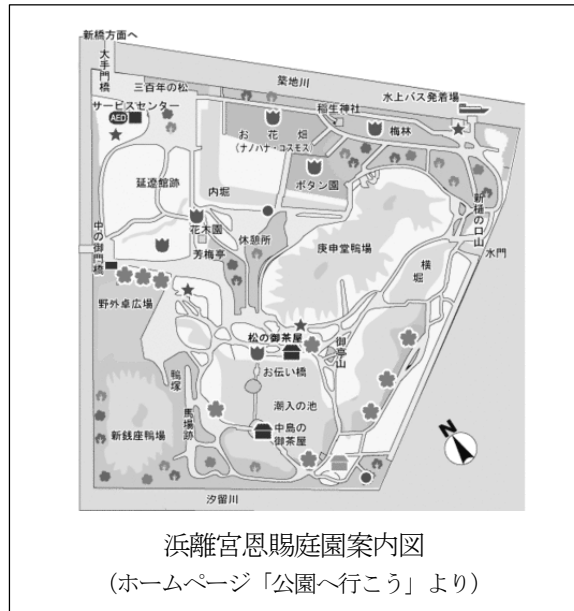 新橋方面へ
大手門橋
三百年の松
築地川
水上バス発着場
サービスセンター
AED
稲生神社
梅林
お花畑
(ナノハナ・コスモス)
ボタン園
延遼館跡
内堀
新樋の口山
花木園
芳梅亭
休憩所
庚申堂鴨場
水門
中の御門橋
横堀
野外卓広場
松の御茶屋
御亭山
お伝い橋
鴨塚
潮入の池
馬場跡
中島の
御茶屋
新銭座鴨場
N
汐留川
浜離宮恩賜庭園案内図
(ホームページ「公園へ行こう」より)